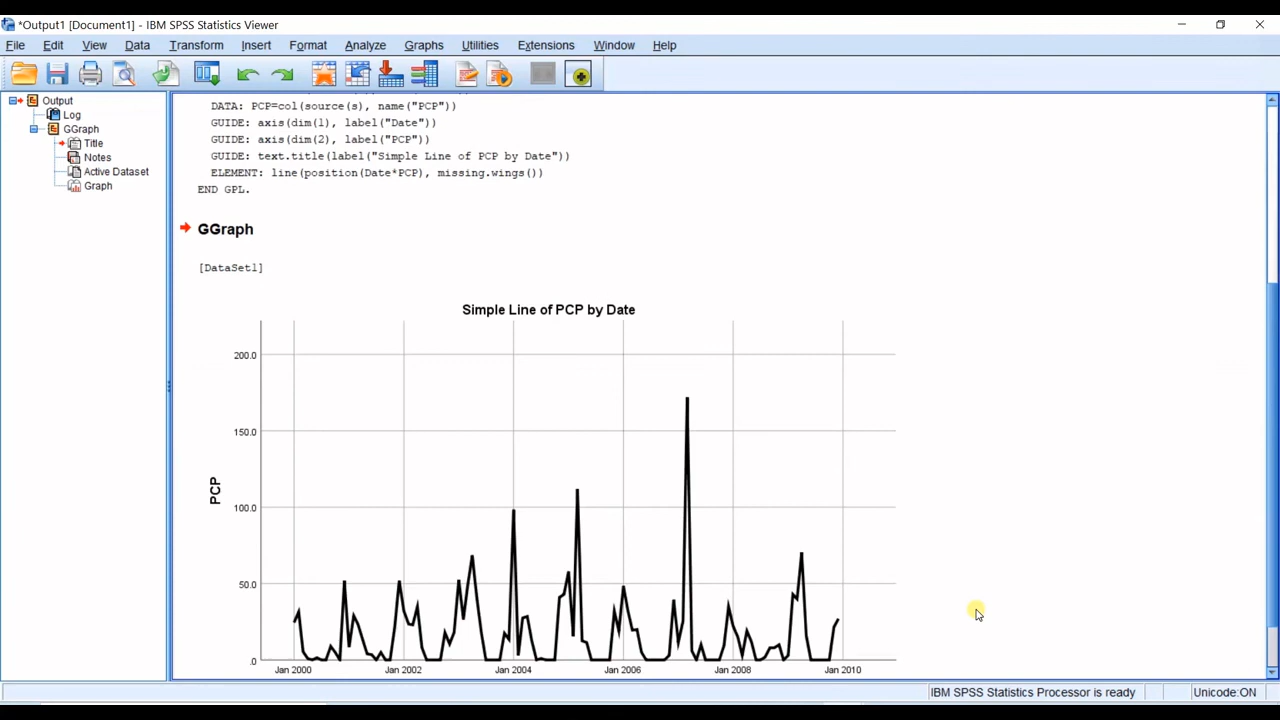 *Output1 [Document1] - IBM SPSS Statistics Viewer
File Edit View Data Transform Insert Format Analyze Graphs Utilities Extensions Window Help
Output
Log
GGraph
Title
Notes
Active Dataset
Graph
DATA: PCP=col(source(s), name("PCP"))
GUIDE: axis(dim(1), label("Date"))
GUIDE: axis(dim(2), label("PCP"))
GUIDE: text.title(label("Simple Line of PCP by Date"))
ELEMENT: line(position(Date*PCP), missing.wings())
END GPL.
GGraph
[DataSet1]
Simple Line of PCP by Date
200.0
150.0
100.0
50.0
.0
PCP
Jan 2000 Jan 2002 Jan 2004 Jan 2006 Jan 2008 Jan 2010
IBM SPSS Statistics Processor is ready Unicode:ON